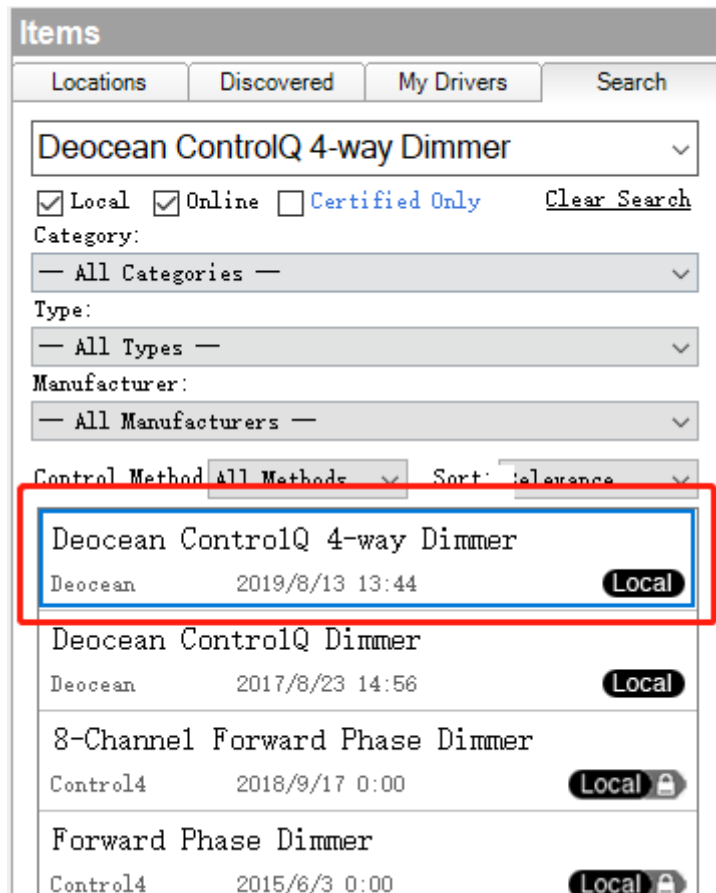 Items
Locations Discovered My Drivers Search
Deocean ControlQ 4-way Dimmer
Local Online Certified Only Clear Search
Category:
— All Categories —
Type:
— All Types —
Manufacturer:
— All Manufacturers —
Control Method All Methods Sort: elevance
Deocean ControlQ 4-way Dimmer
Deocean 2019/8/13 13:44 Local
Deocean ControlQ Dimmer
Deocean 2017/8/23 14:56 Local
8-Channel Forward Phase Dimmer
Control4 2018/9/17 0:00 Local
Forward Phase Dimmer
Control4 2015/6/3 0:00 Local